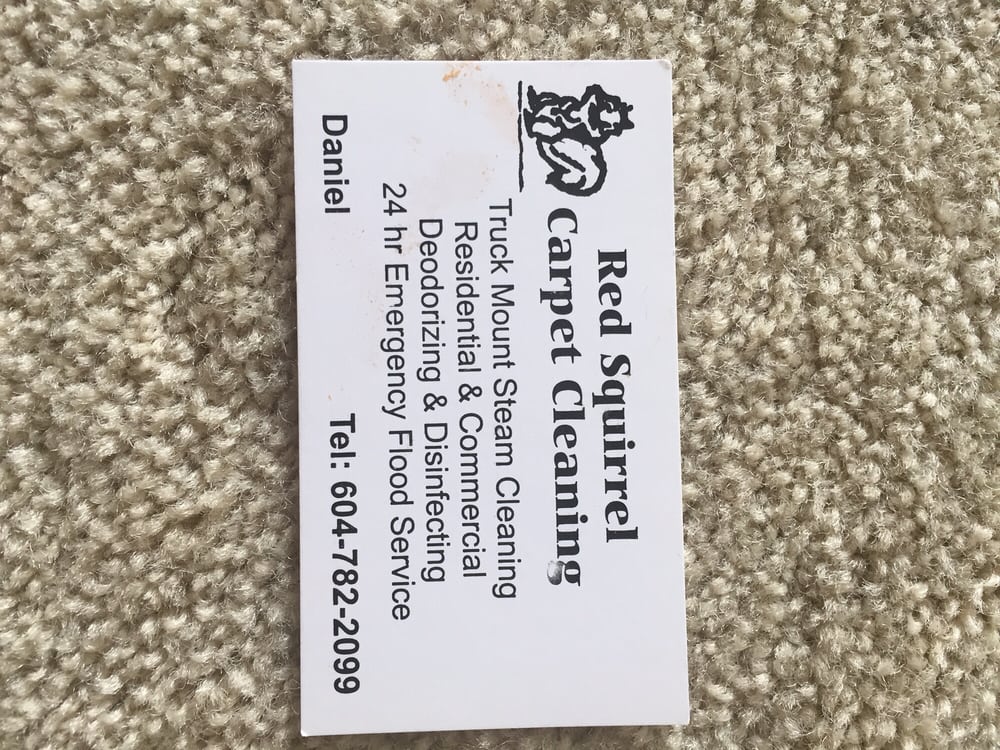 Red Squirrel
Carpet Cleaning
Truck Mount Steam Cleaning
Residential & Commercial
Deodorizing & Disinfecting
24 hr Emergency Flood Service
Daniel Tel: 604-782-2099